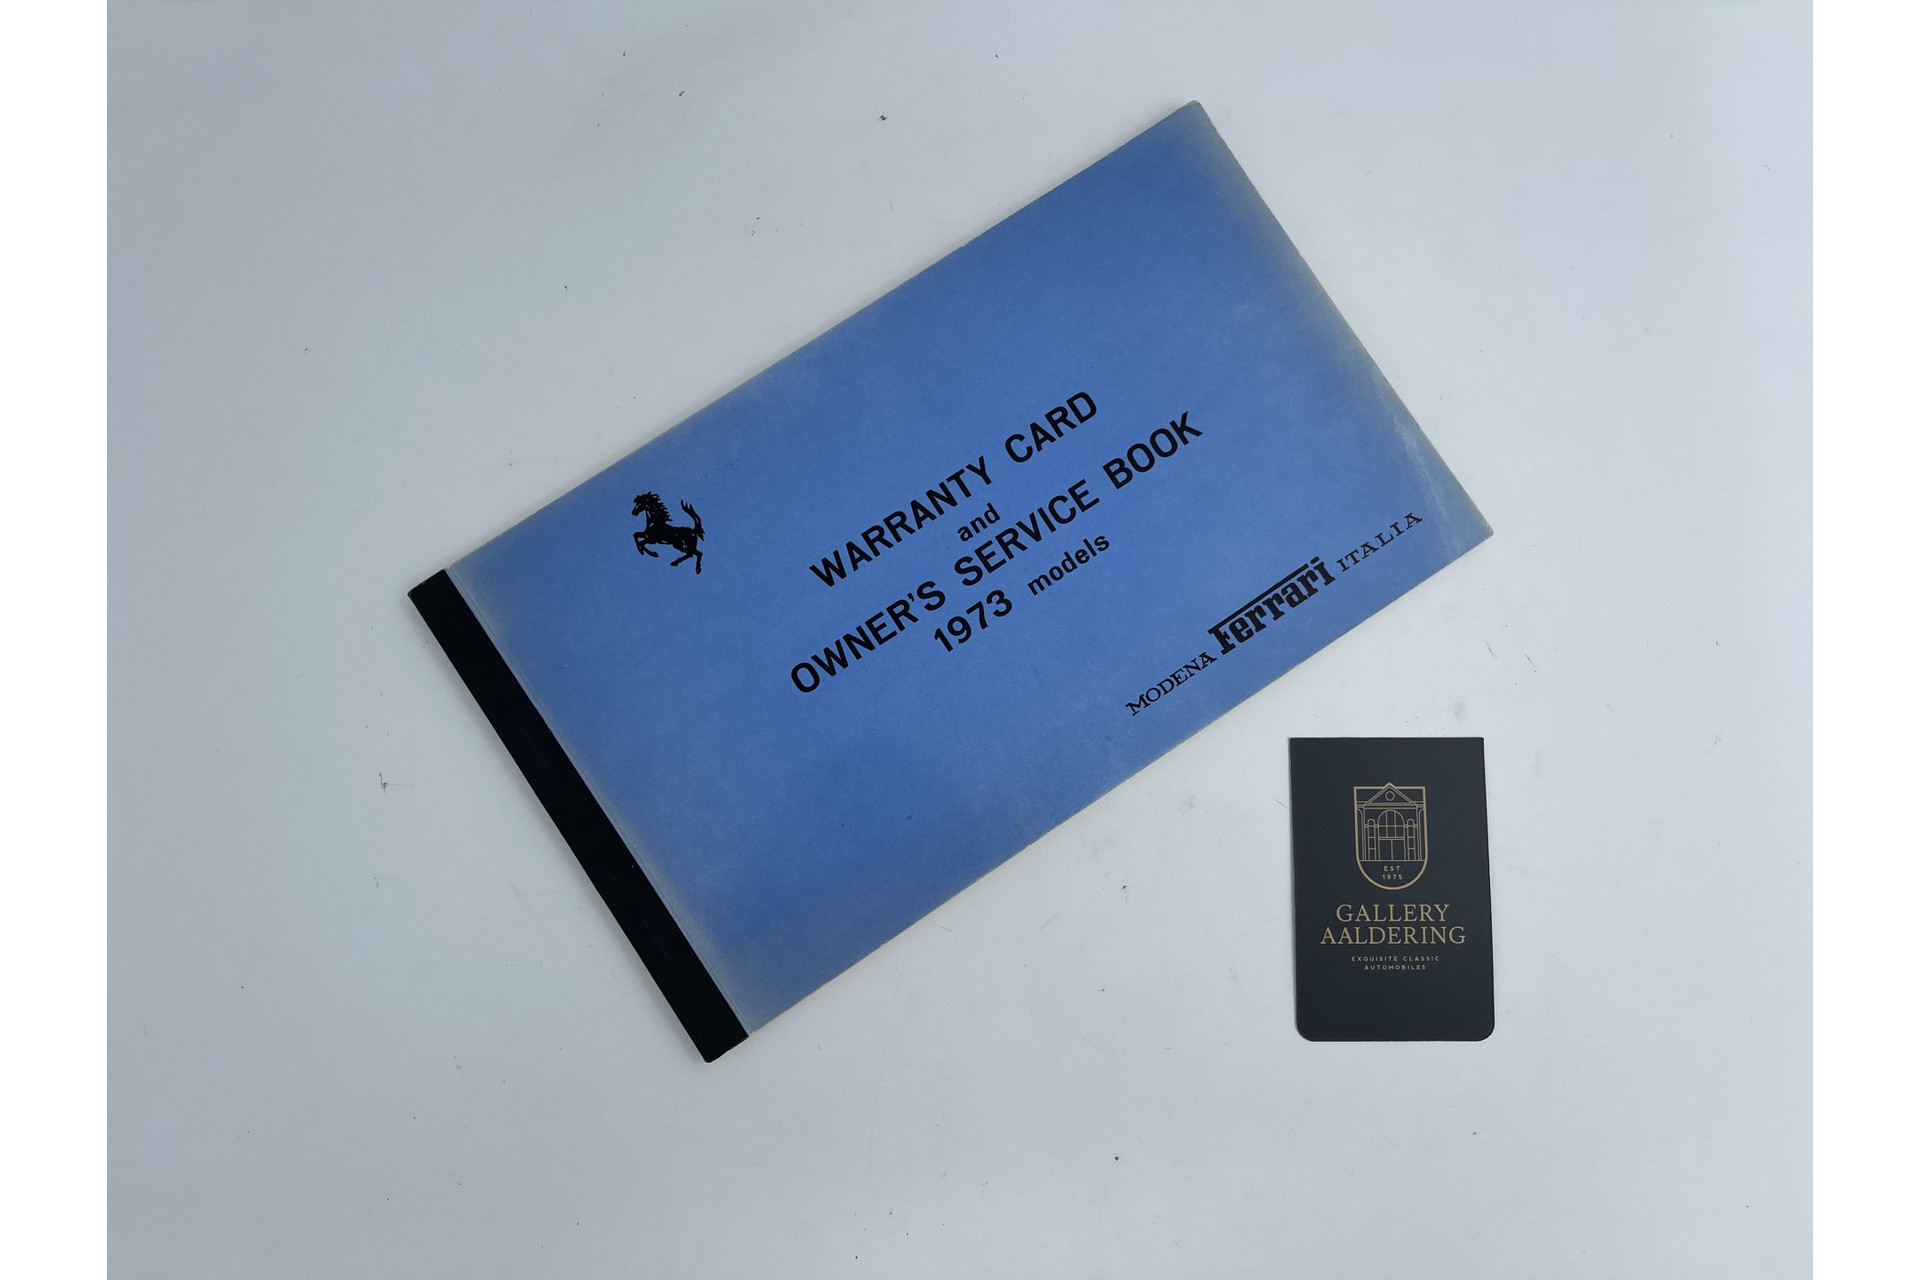 WARRANTY CARD
and
OWNER'S SERVICE BOOK
1973 models
MODENA Ferrari ITALIA
EST.
1975
GALLERY
AALDERING
EXQUISITE CLASSIC
AUTOMOBILES